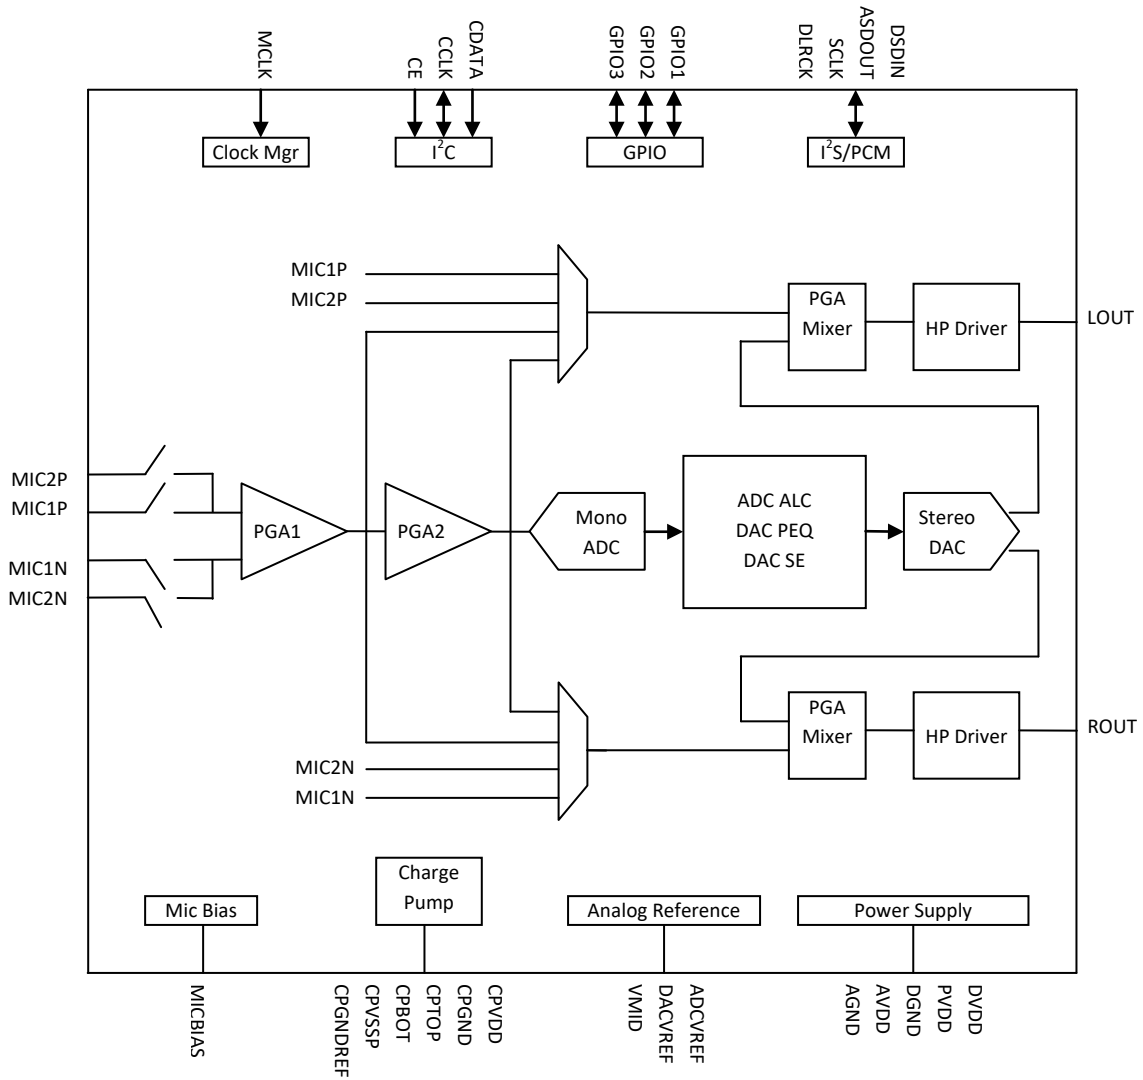 MCLK
CE
CCLK
CDATA
GPIO3
GPIO2
GPIO1
DLRCK
SCLK
ASDOUT
DSDIN
Clock Mgr
I²C
GPIO
I²S/PCM
MIC1P
MIC2P
PGA
Mixer
HP Driver
LOUT
MIC2P
MIC1P
MIC1N
MIC2N
PGA1
PGA2
Mono
ADC
ADC ALC
DAC PEQ
DAC SE
Stereo
DAC
PGA
Mixer
HP Driver
ROUT
MIC2N
MIC1N
Mic Bias
Charge
Pump
Analog Reference
Power Supply
MICBIAS
CPGNDREF
CPVSSP
CPBOT
CPTOP
CPGND
CPVDD
VMID
DACVREF
ADCVREF
AGND
AVDD
DGND
PVDD
DVDD